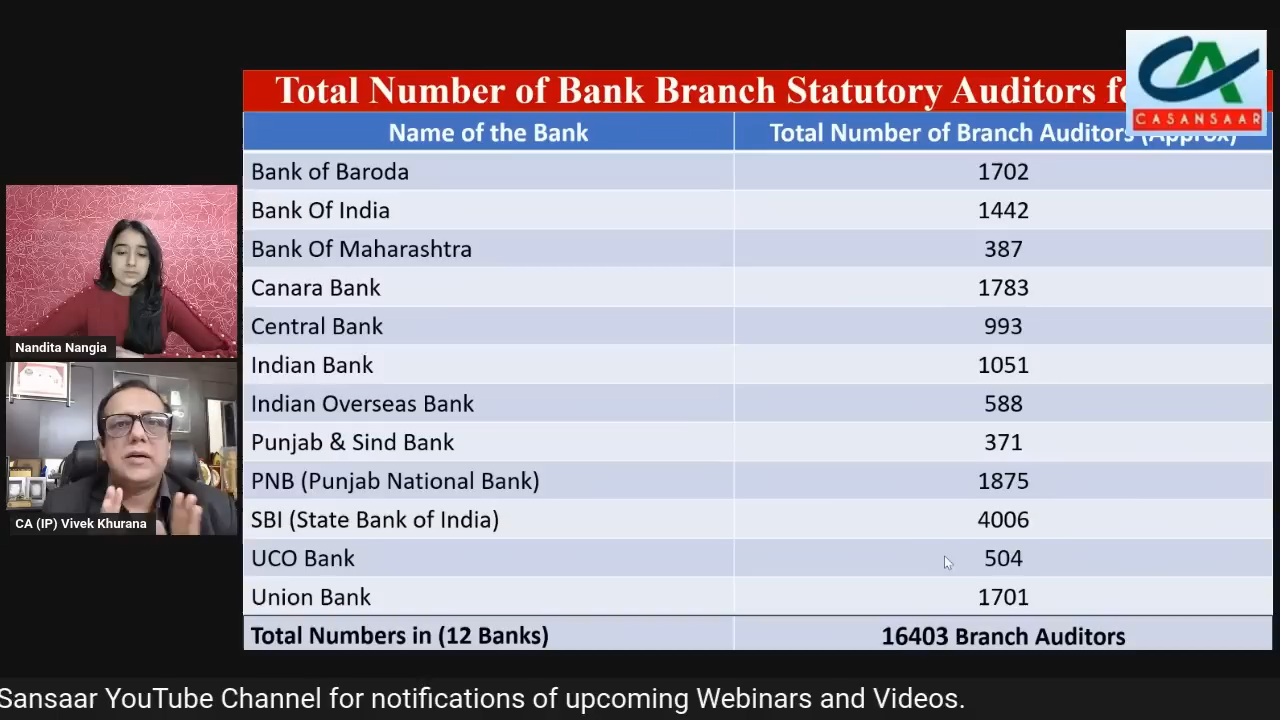 Total Number of Bank Branch Statutory Auditors
CASANSAAR
Name of the Bank
Total Number of Branch Auditors (Approx)
Bank of Baroda 1702
Bank Of India 1442
Bank Of Maharashtra 387
Canara Bank 1783
Central Bank 993
Indian Bank 1051
Indian Overseas Bank 588
Punjab & Sind Bank 371
PNB (Punjab National Bank) 1875
SBI (State Bank of India) 4006
UCO Bank 504
Union Bank 1701
Total Numbers in (12 Banks) 16403 Branch Auditors
Nandita Nangia
CA (IP) Vivek Khurana
Sansaar YouTube Channel for notifications of upcoming Webinars and Videos.